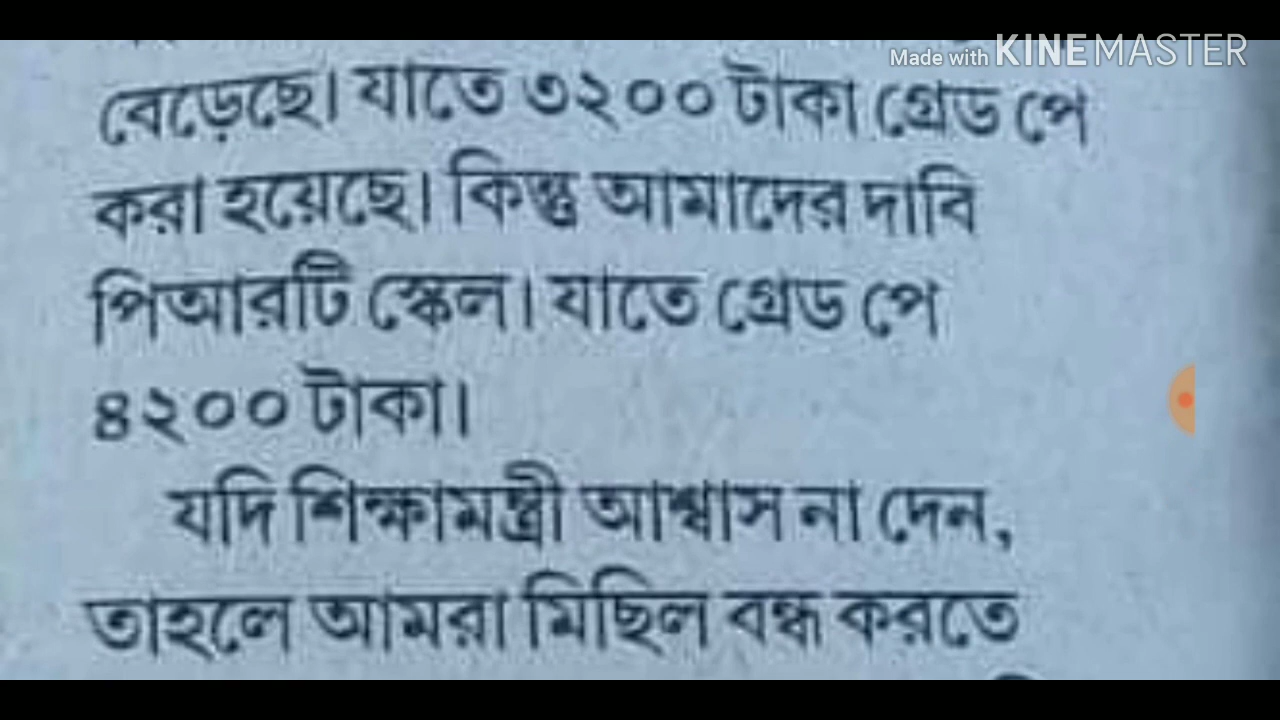 Made with KINEMASTER
বেড়েছে। যাতে ৩২০০ টাকা গ্রেড পে
করা হয়েছে। কিন্তু আমাদের দাবি
পিআরটি স্কেল। যাতে গ্রেড পে
৪২০০ টাকা।
যদি শিক্ষামন্ত্রী আশ্বাস না দেন,
তাহলে আমরা মিছিল বন্ধ করতে